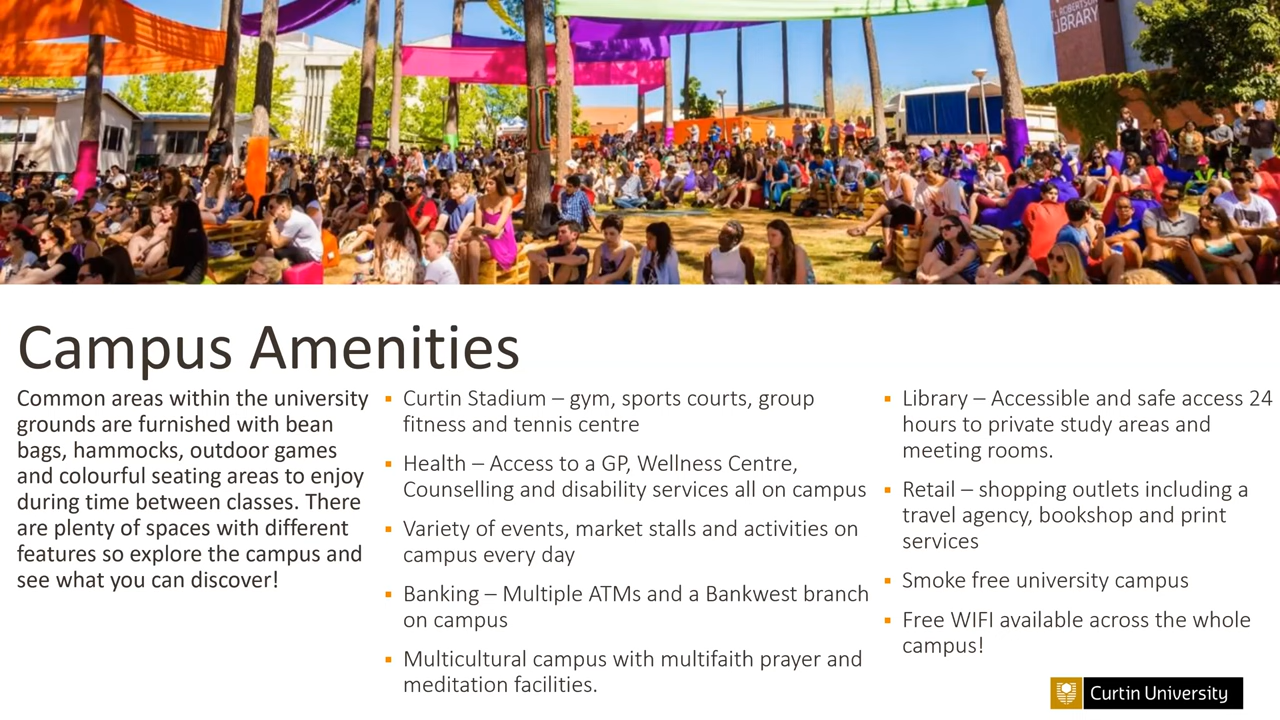 T.L. ROBERTSON
LIBRARY
Campus Amenities
Common areas within the university
grounds are furnished with bean
bags, hammocks, outdoor games
and colourful seating areas to enjoy
during time between classes. There
are plenty of spaces with different
features so explore the campus and
see what you can discover!
▪ Curtin Stadium – gym, sports courts, group
fitness and tennis centre
▪ Health – Access to a GP, Wellness Centre,
Counselling and disability services all on campus
▪ Variety of events, market stalls and activities on
campus every day
▪ Banking – Multiple ATMs and a Bankwest branch
on campus
▪ Multicultural campus with multifaith prayer and
meditation facilities.
▪ Library – Accessible and safe access 24
hours to private study areas and
meeting rooms.
▪ Retail – shopping outlets including a
travel agency, bookshop and print
services
▪ Smoke free university campus
▪ Free WIFI available across the whole
campus!
Curtin University